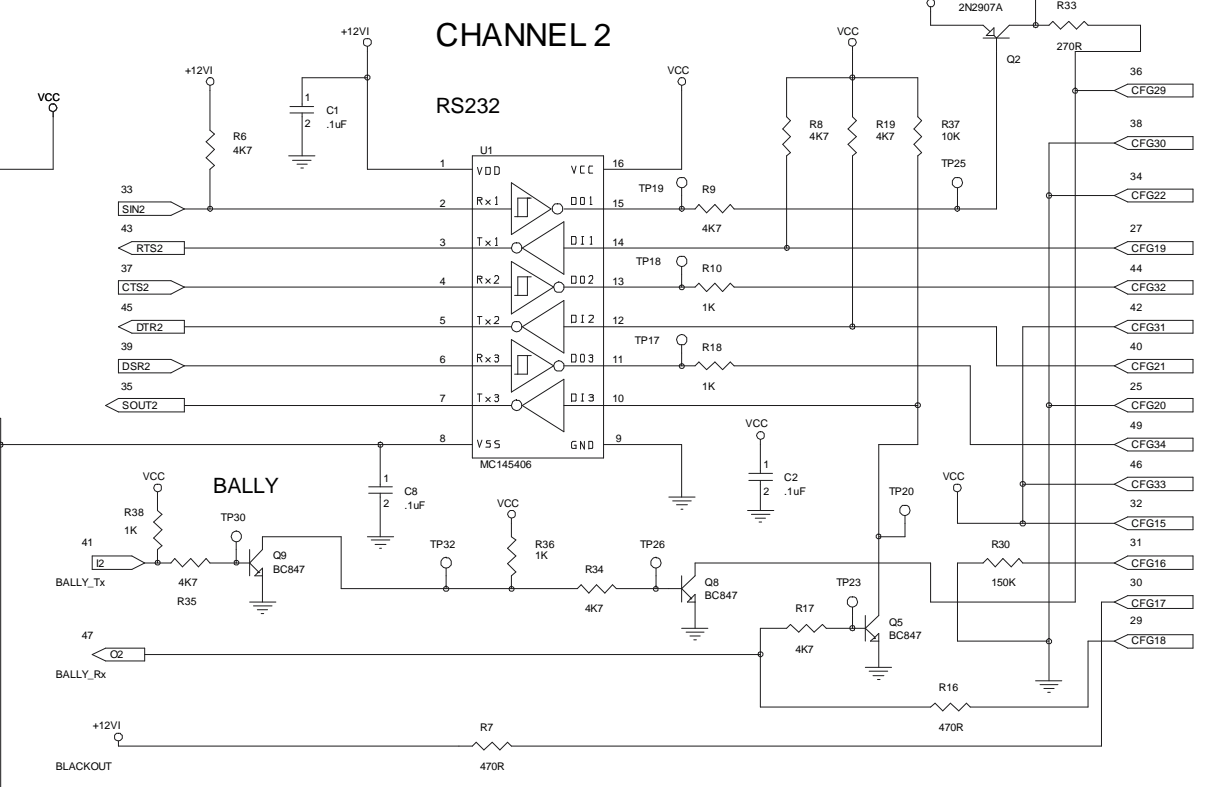 2N2907A
R33
+12VI
CHANNEL 2
VCC
270R
Q2
+12VI
VCC
36
CFG29
VCC
1
C1
2
.1uF
RS232
R6
4K7
R8
4K7
R19
4K7
R37
10K
38
CFG30
U1
1
VDD
VCC
16
TP25
33
SIN2
2
Rx1
DO1
15
TP19
R9
4K7
34
CFG22
43
RTS2
3
Tx1
DI1
14
27
CFG19
37
CTS2
4
Rx2
DO2
13
TP18
R10
1K
44
CFG32
45
DTR2
5
Tx2
DI2
12
42
CFG31
39
DSR2
6
Rx3
DO3
11
TP17
R18
1K
40
CFG21
35
SOUT2
7
Tx3
DI3
10
25
CFG20
8
VSS
GND
9
MC145406
VCC
49
CFG34
VCC
BALLY
1
C8
2
.1uF
1
C2
2
.1uF
VCC
46
CFG33
R38
1K
TP30
VCC
TP20
32
CFG15
41
I2
BALLY_Tx
4K7
R35
Q9
BC847
TP32
R36
1K
R34
4K7
TP26
Q8
BC847
R30
150K
31
CFG16
TP23
30
CFG17
R17
4K7
Q5
BC847
29
CFG18
47
O2
BALLY_Rx
R16
470R
+12VI
BLACKOUT
R7
470R